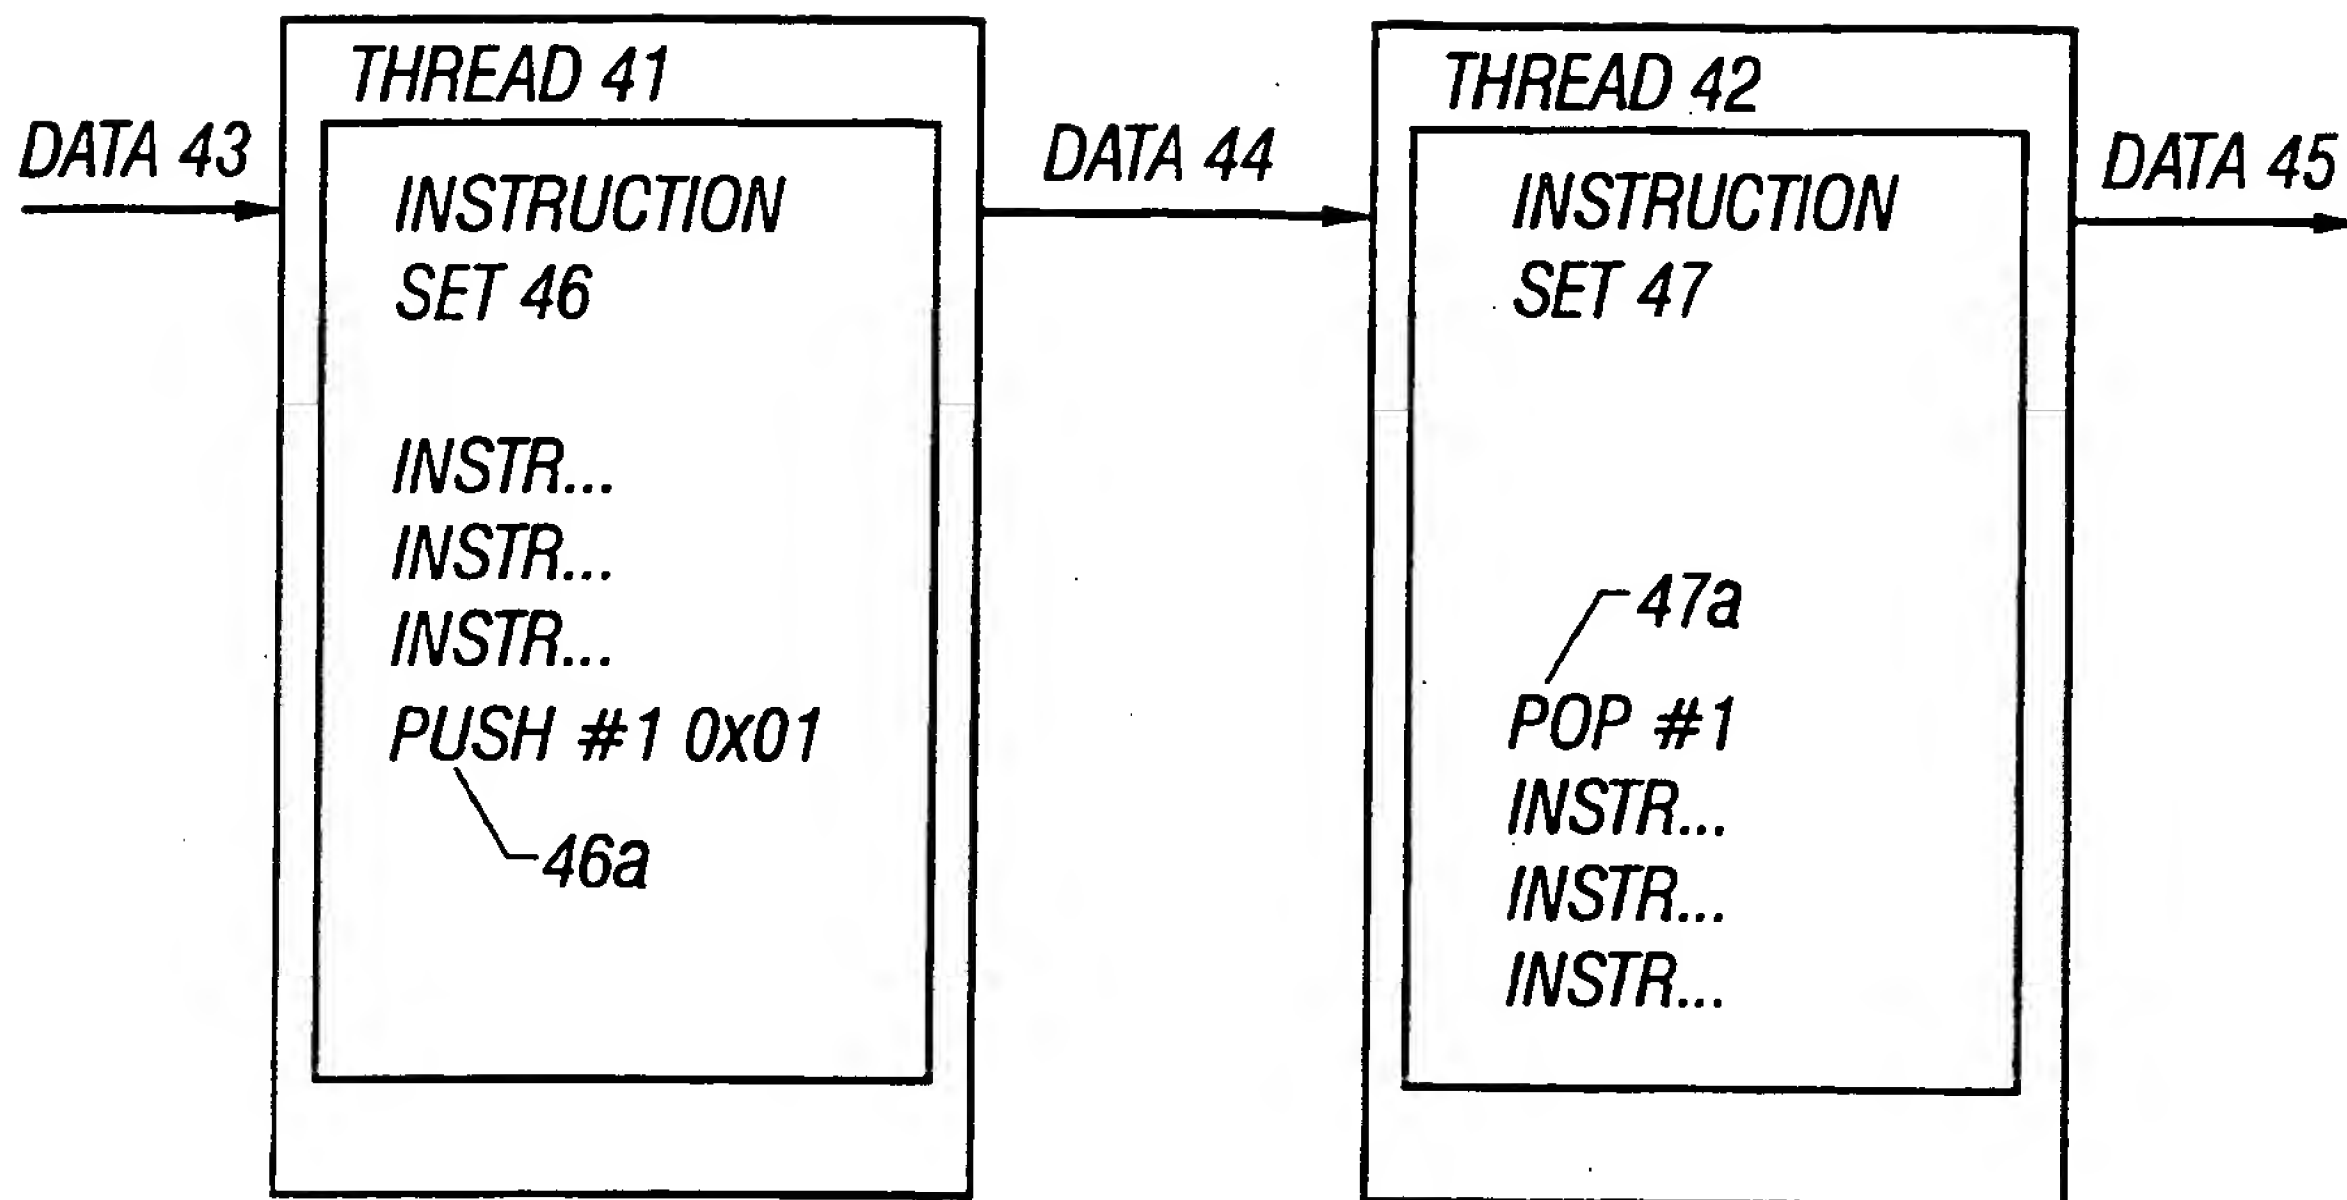 DATA 43
THREAD 41
INSTRUCTION
SET 46
INSTR...
INSTR...
INSTR...
PUSH #1 0x01
46a
DATA 44
THREAD 42
INSTRUCTION
SET 47
47a
POP #1
INSTR...
INSTR...
INSTR...
DATA 45